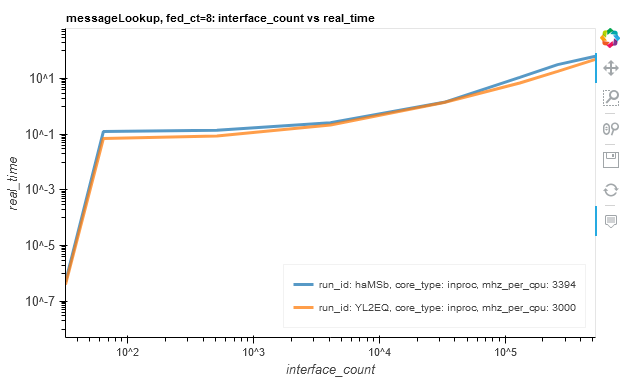 messageLookup, fed_ct=8: interface_count vs real_time
10^1
10^-1
10^-3
10^-5
10^-7
real_time
run_id: haMSb, core_type: inproc, mhz_per_cpu: 3394
run_id: YL2EQ, core_type: inproc, mhz_per_cpu: 3000
10^2
10^3
10^4
10^5
interface_count